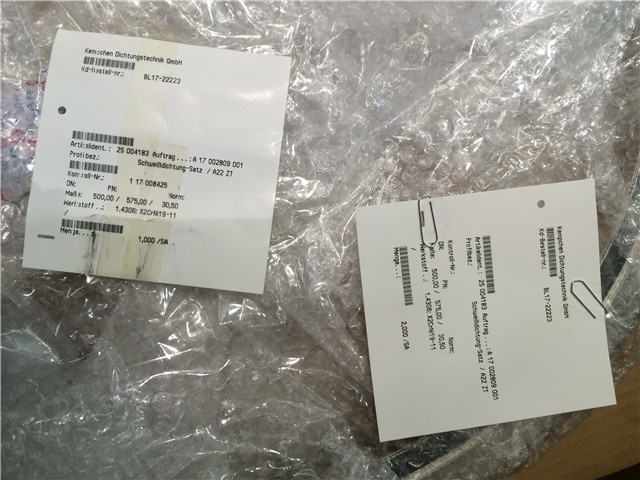 Kempchen Dichtungstechnik GmbH
Kd-Bestell-nr.: BL17-22223
Artikelident.: 2S 004183 Auftrag...: A 17 002809 001
Profilbez.: Schweißdichtung-Satz / A22 ZT
Kontroll-Nr.: 1 17 008425
DN: PN: Norm:
Maße: 500,00 / 575,00 / 30,50
Werkstoff.: 1.4306; X2CrNi19-11
/
Menge...: 1,000 /SA
Kempchen Dichtungstechnik GmbH
Kd-Bestell-nr.: BL17-22223
Artikelident.: 2S 004183 Auftrag...: A 17 002809 001
Profilbez.: Schweißdichtung-Satz / A22 ZT
Kontroll-Nr.:
DN: PN: Norm:
Maße: 500,00 / 575,00 / 30,50
Werkstoff.: 1.4306; X2CrNi19-11
/
Menge...: 2,000 /SA